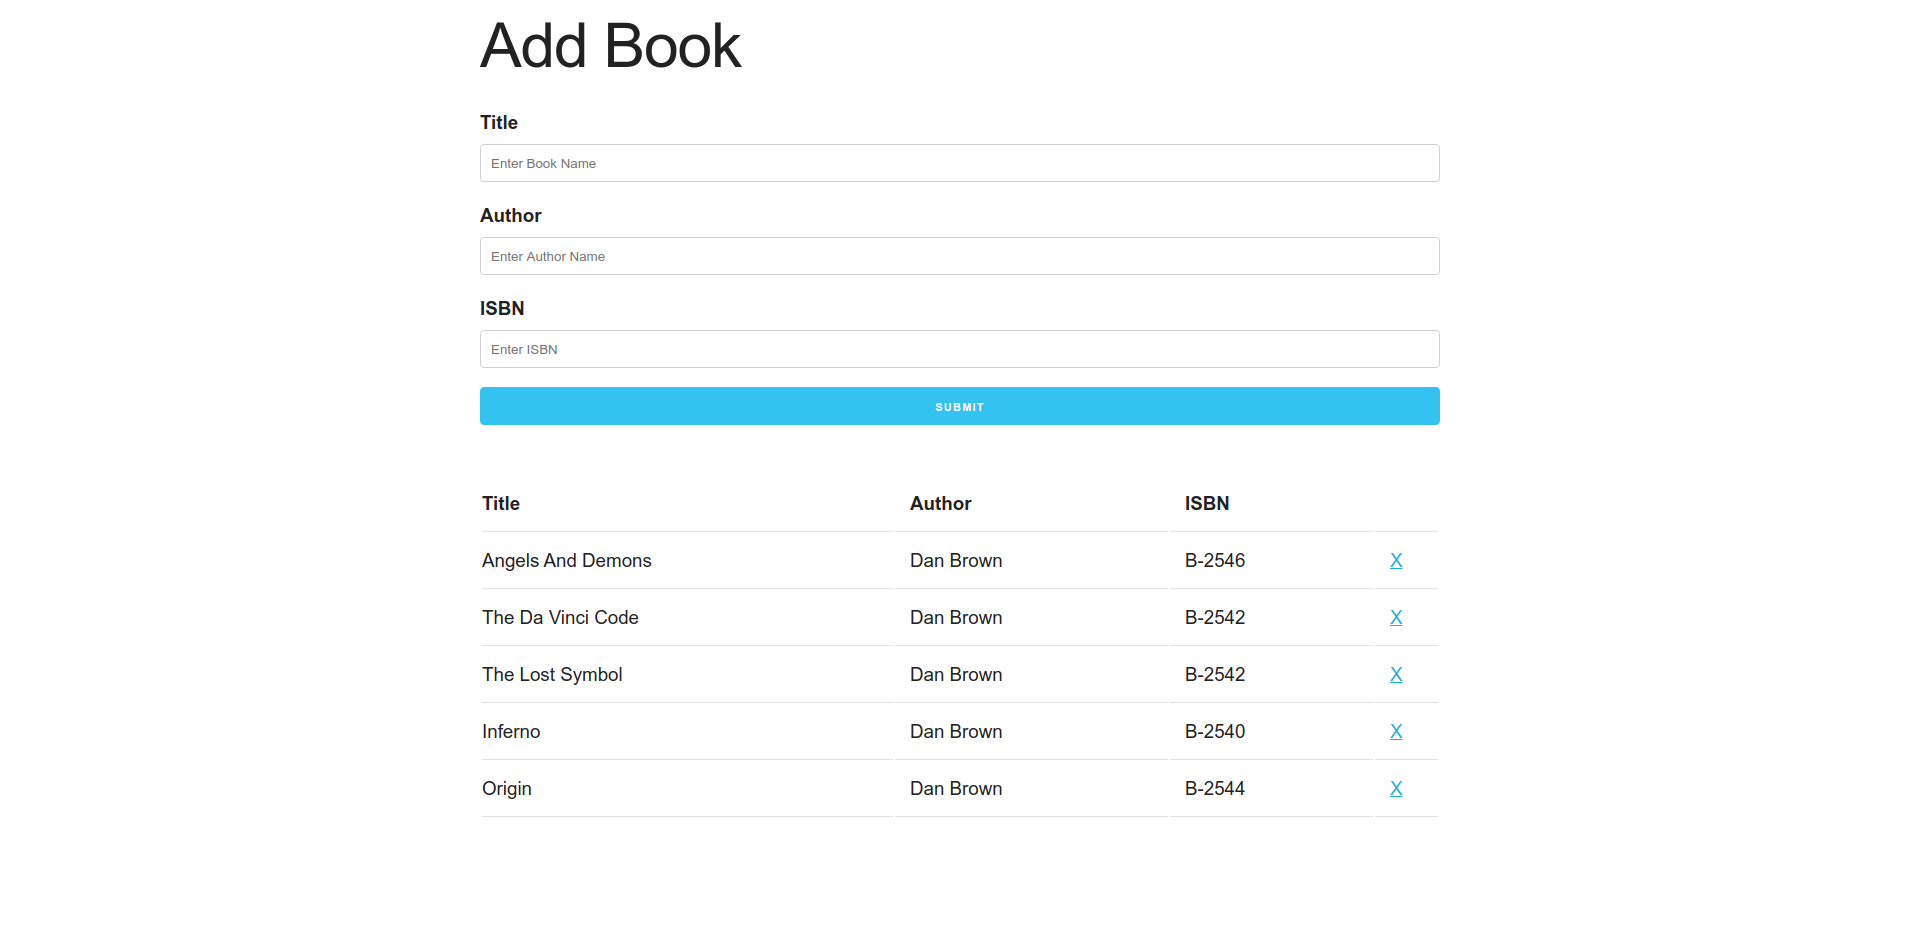 Add Book
Title
Enter Book Name
Author
Enter Author Name
ISBN
Enter ISBN
SUBMIT
Title Author ISBN
Angels And Demons Dan Brown B-2546 X
The Da Vinci Code Dan Brown B-2542 X
The Lost Symbol Dan Brown B-2542 X
Inferno Dan Brown B-2540 X
Origin Dan Brown B-2544 X